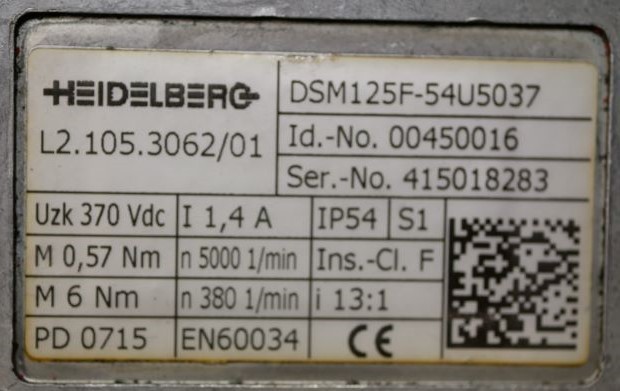 HEIDELBERG
DSM125F-54U5037
L2.105.3062/01
Id.-No. 00450016
Ser.-No. 415018283
Uzk 370 Vdc I 1,4 A IP54 S1
M 0,57 Nm n 5000 1/min Ins.-Cl. F
M 6 Nm n 380 1/min i 13:1
PD 0715 EN60034 CE